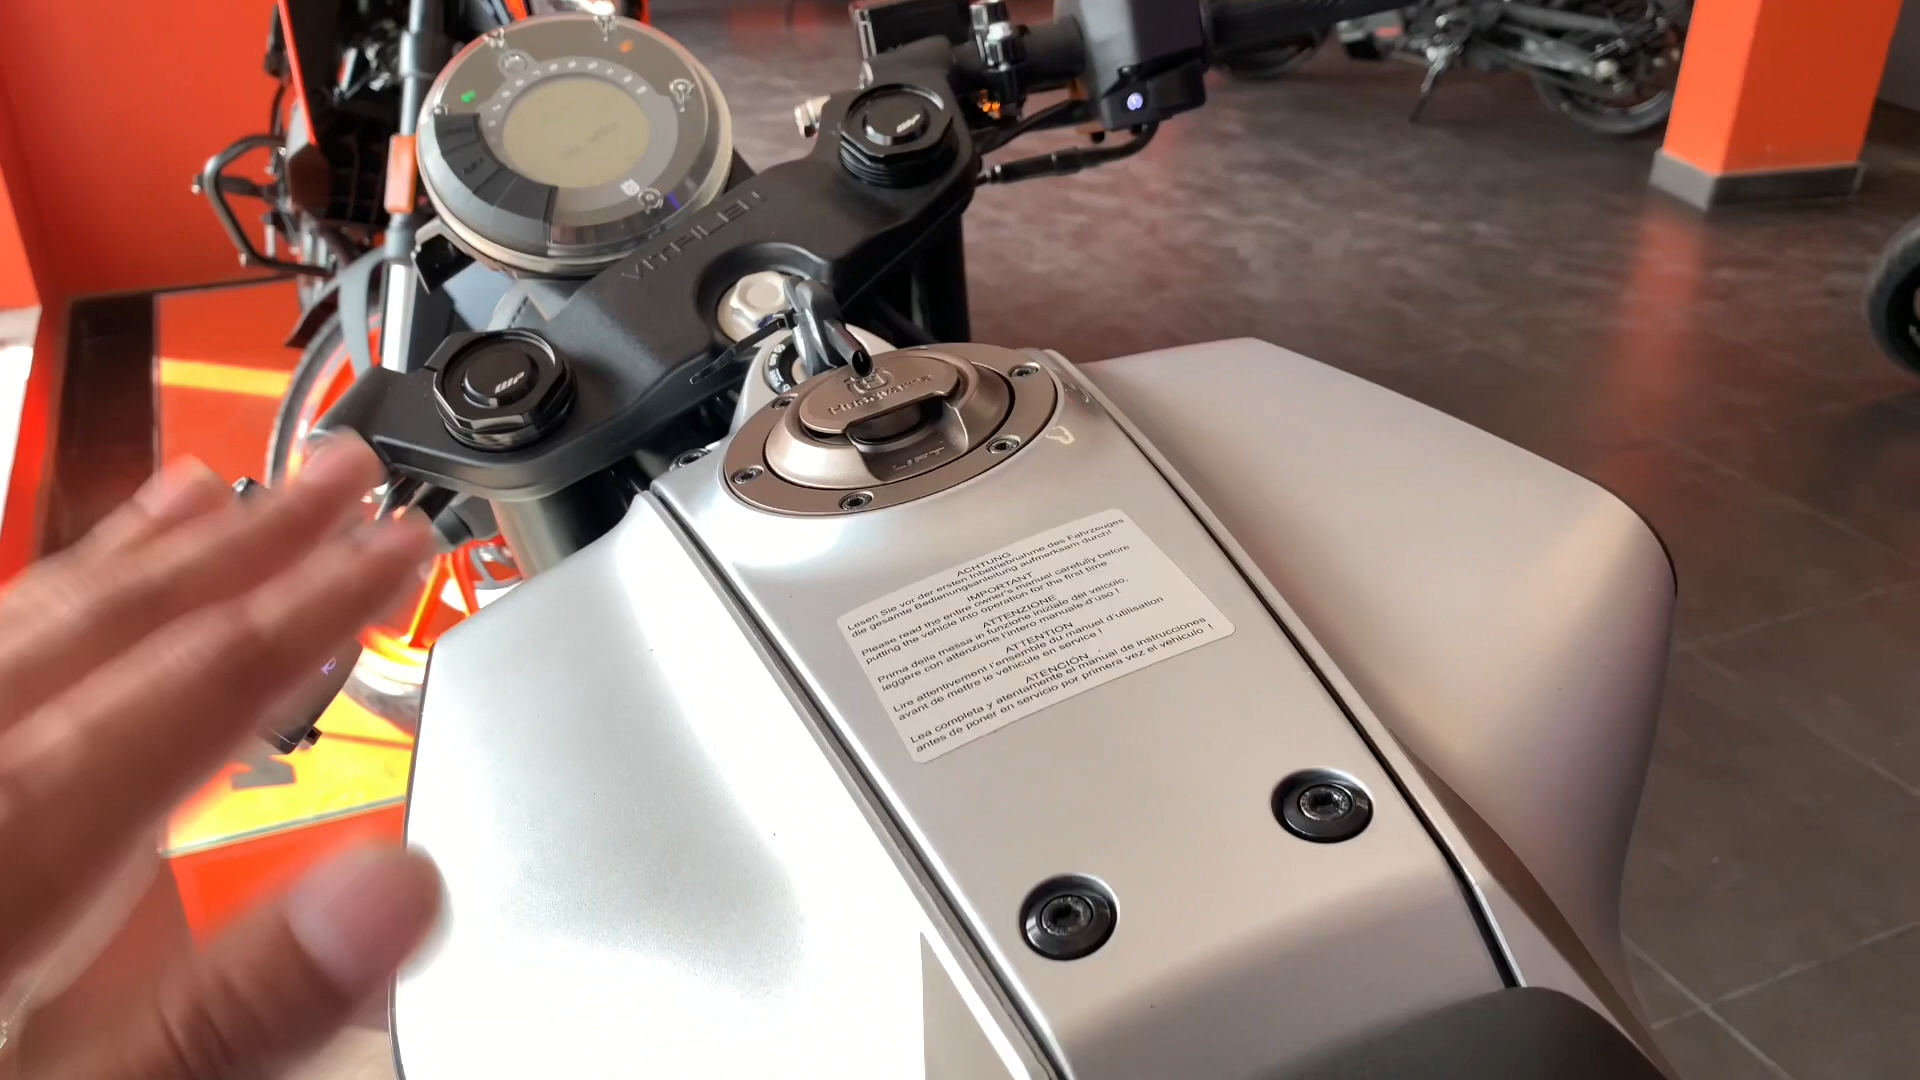 VITPILEN
WP
WP
Husqvarna
LIFT
ACHTUNG
Lesen Sie vor der ersten Inbetriebnahme des Fahrzeuges
die gesamte Bedienungsanleitung aufmerksam durch!
IMPORTANT
Please read the entire owner's manual carefully before
putting the vehicle into operation for the first time
ATTENZIONE
Prima della messa in funzione iniziale del veicolo,
leggere con attenzione l'intero manuale d'uso !
ATTENTION
Lire attentivement l'ensemble du manuel d'utilisation
avant de mettre le véhicule en service !
ATENCIÓN
Lea completa y atentamente el manual de instrucciones
antes de poner en servicio por primera vez el vehículo !